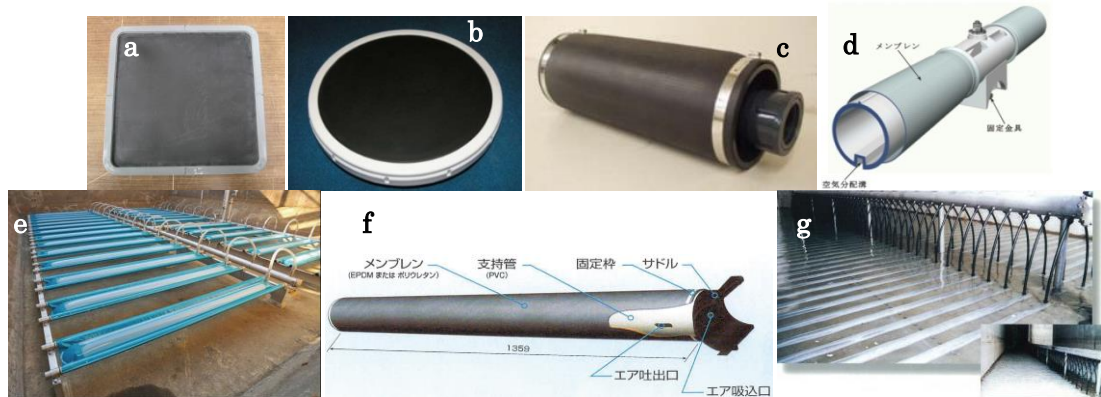 a
b
c
d
メンブレン
固定金具
空気分配構
e
f
メンブレン
(EPDM または ポリウレタン)
支持管
(PVC)
固定枠
サドル
1359
エア吐出口
エア吸込口
g